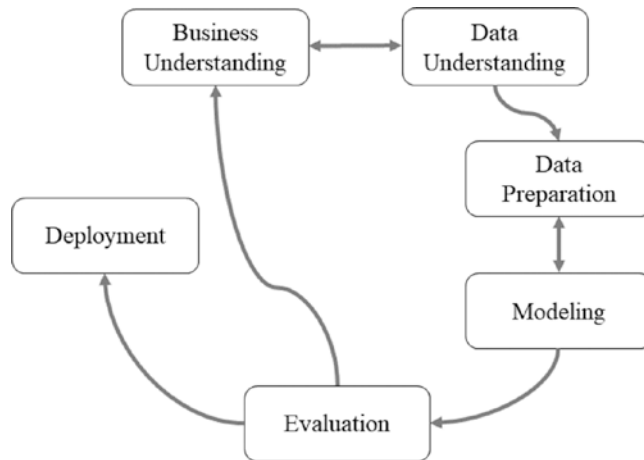 Business
Understanding
Data
Understanding
Data
Preparation
Deployment
Modeling
Evaluation